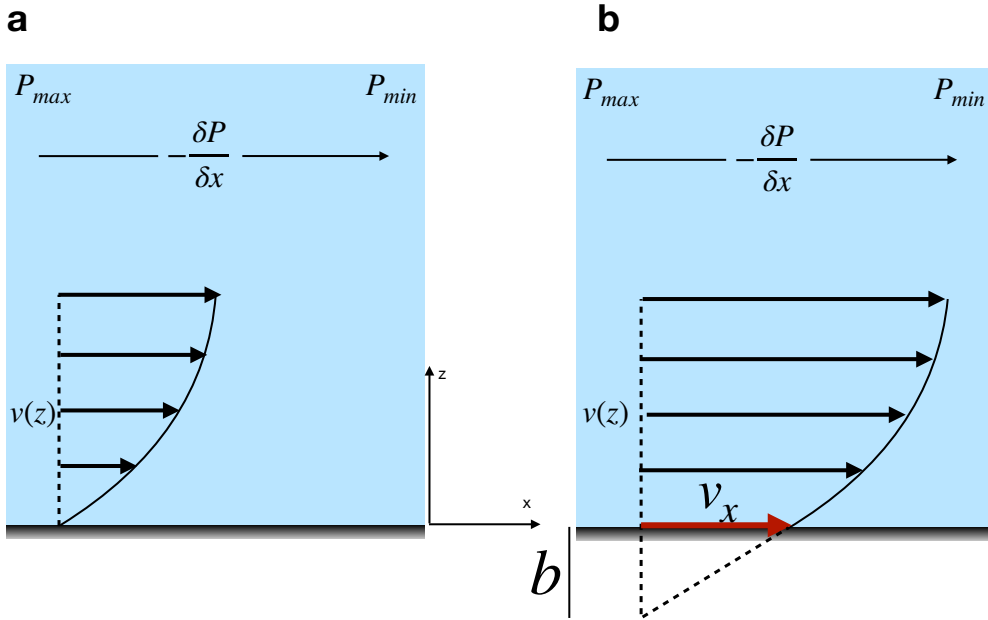 a
P_max P_min
−δP/δx
v(z)
z
x
b
P_max P_min
−δP/δx
v(z)
v_x
b